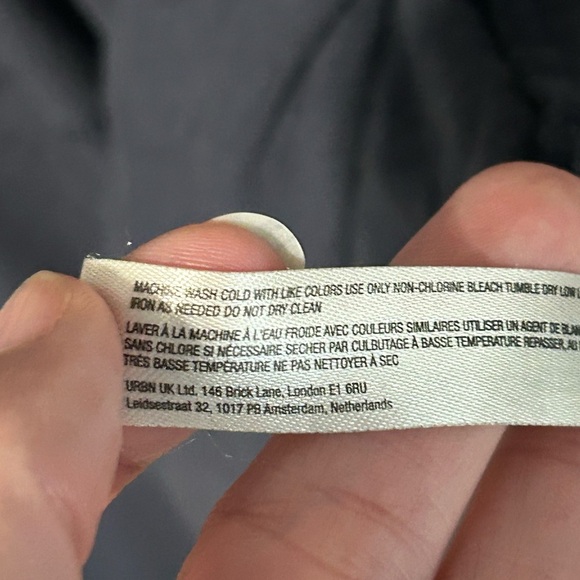 MACHINE WASH COLD WITH LIKE COLORS USE ONLY NON-CHLORINE BLEACH TUMBLE DRY LOW
IRON AS NEEDED DO NOT DRY CLEAN
LAVER À LA MACHINE À L'EAU FROIDE AVEC COULEURS SIMILAIRES UTILISER UN AGENT DE
SANS CHLORE SI NÉCESSAIRE SÉCHER PAR CULBUTAGE À BASSE TEMPERATURE REPASSER, AU
TRÈS BASSE TEMPÉRATURE NE PAS NETTOYER À SEC
URBN UK Ltd. 146 Brick Lane, London E1 6RU
Leidsestraat 32, 1017 PB Amsterdam, Netherlands